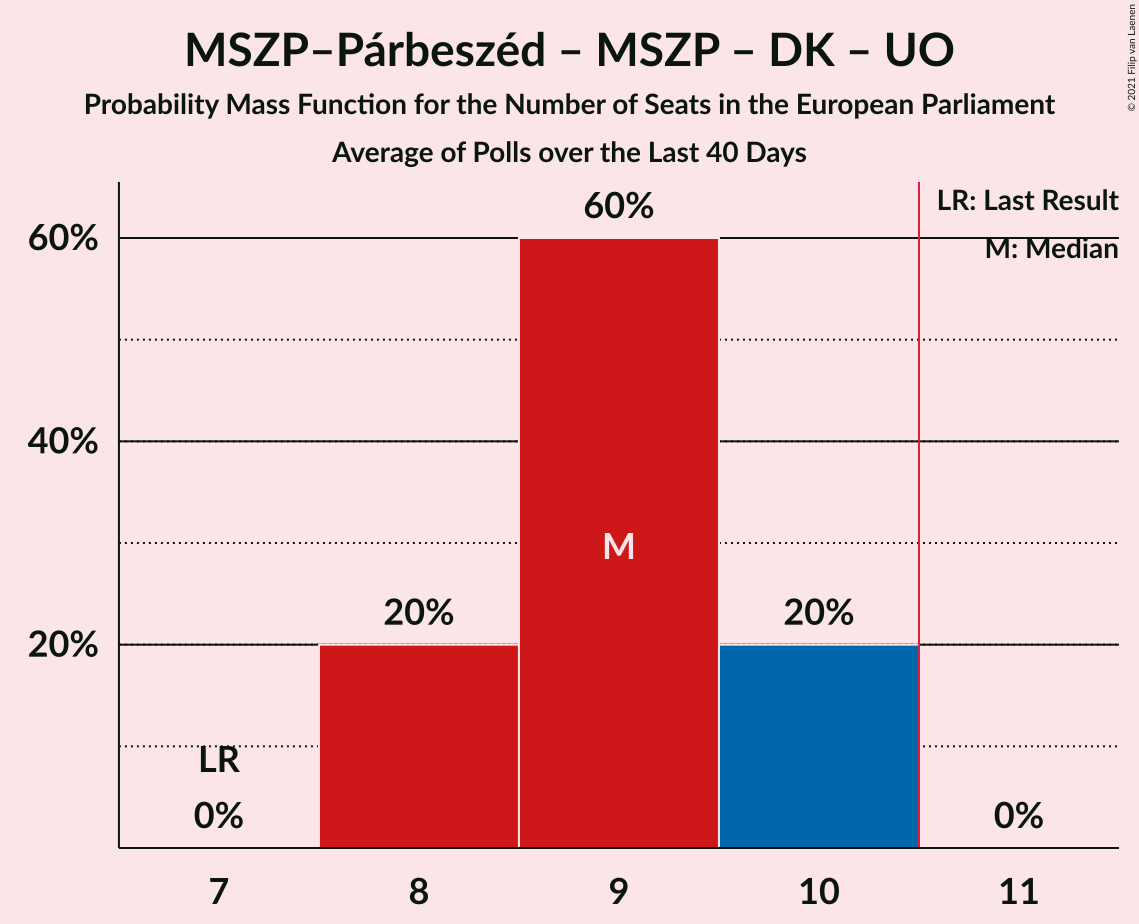 MSZP–Párbeszéd – MSZP – DK – UO
Probability Mass Function for the Number of Seats in the European Parliament
Average of Polls over the Last 40 Days
© 2021 Filip van Laenen
LR: Last Result
M: Median
60%
40%
20%
LR
0%
20%
60%
M
20%
0%
7
8
9
10
11